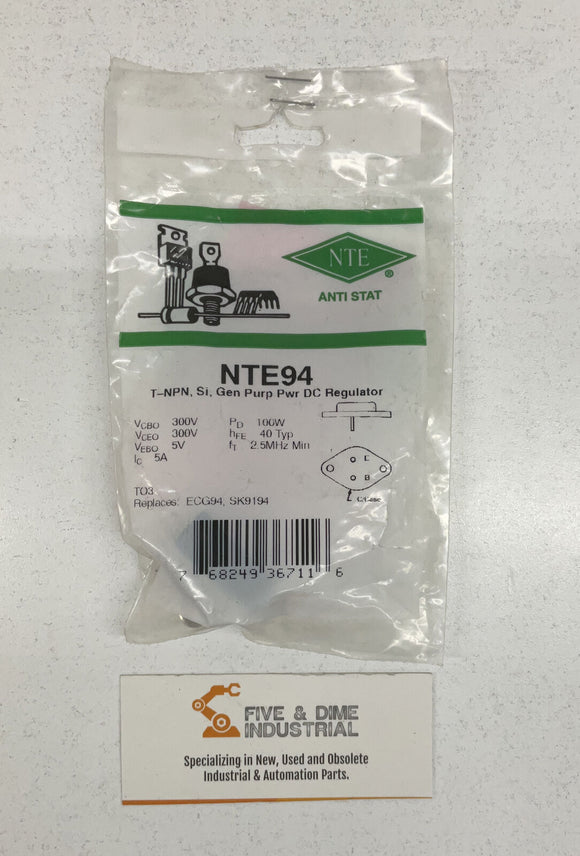 NTE
®
ANTI STAT
NTE94
T–NPN, Si, Gen Purp Pwr DC Regulator
VCBO 300V PD 100W
VCEO 300V hFE 40 Typ
VEBO 5V fT 2.5MHz Min
IC 5A
E
B
C/Case
TO3
Replaces: ECG94, SK9194
7 68249 36711 6
FIVE & DIME
INDUSTRIAL
Specializing in New, Used and Obsolete
Industrial & Automation Parts.